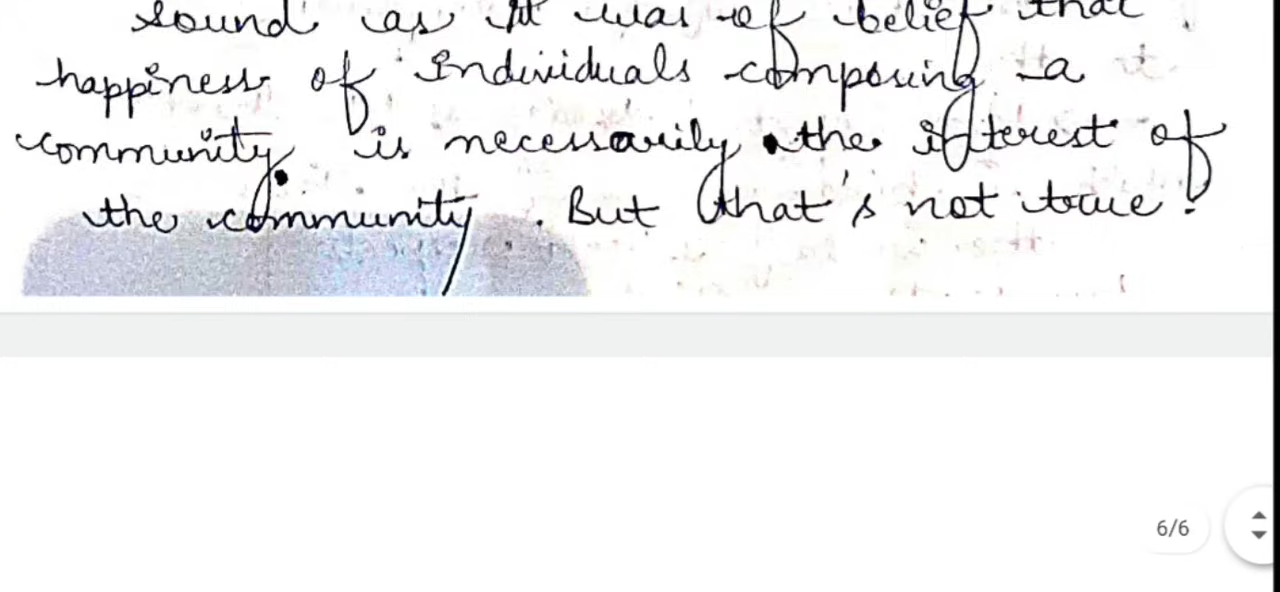 sound as it was of belief that
happiness of individuals composing a
community is necessarily the interest of
the community. But that's not true.
6/6